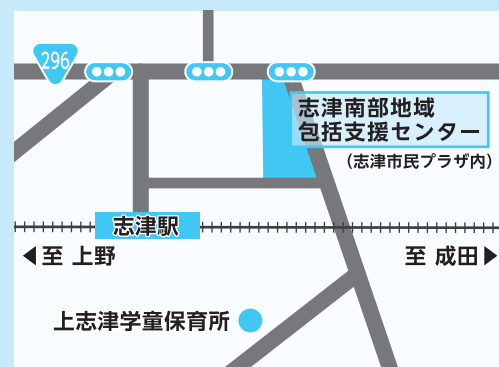 296
志津南部地域
包括支援センター
(志津市民プラザ内)
志津駅
至 上野
至 成田
上志津学童保育所